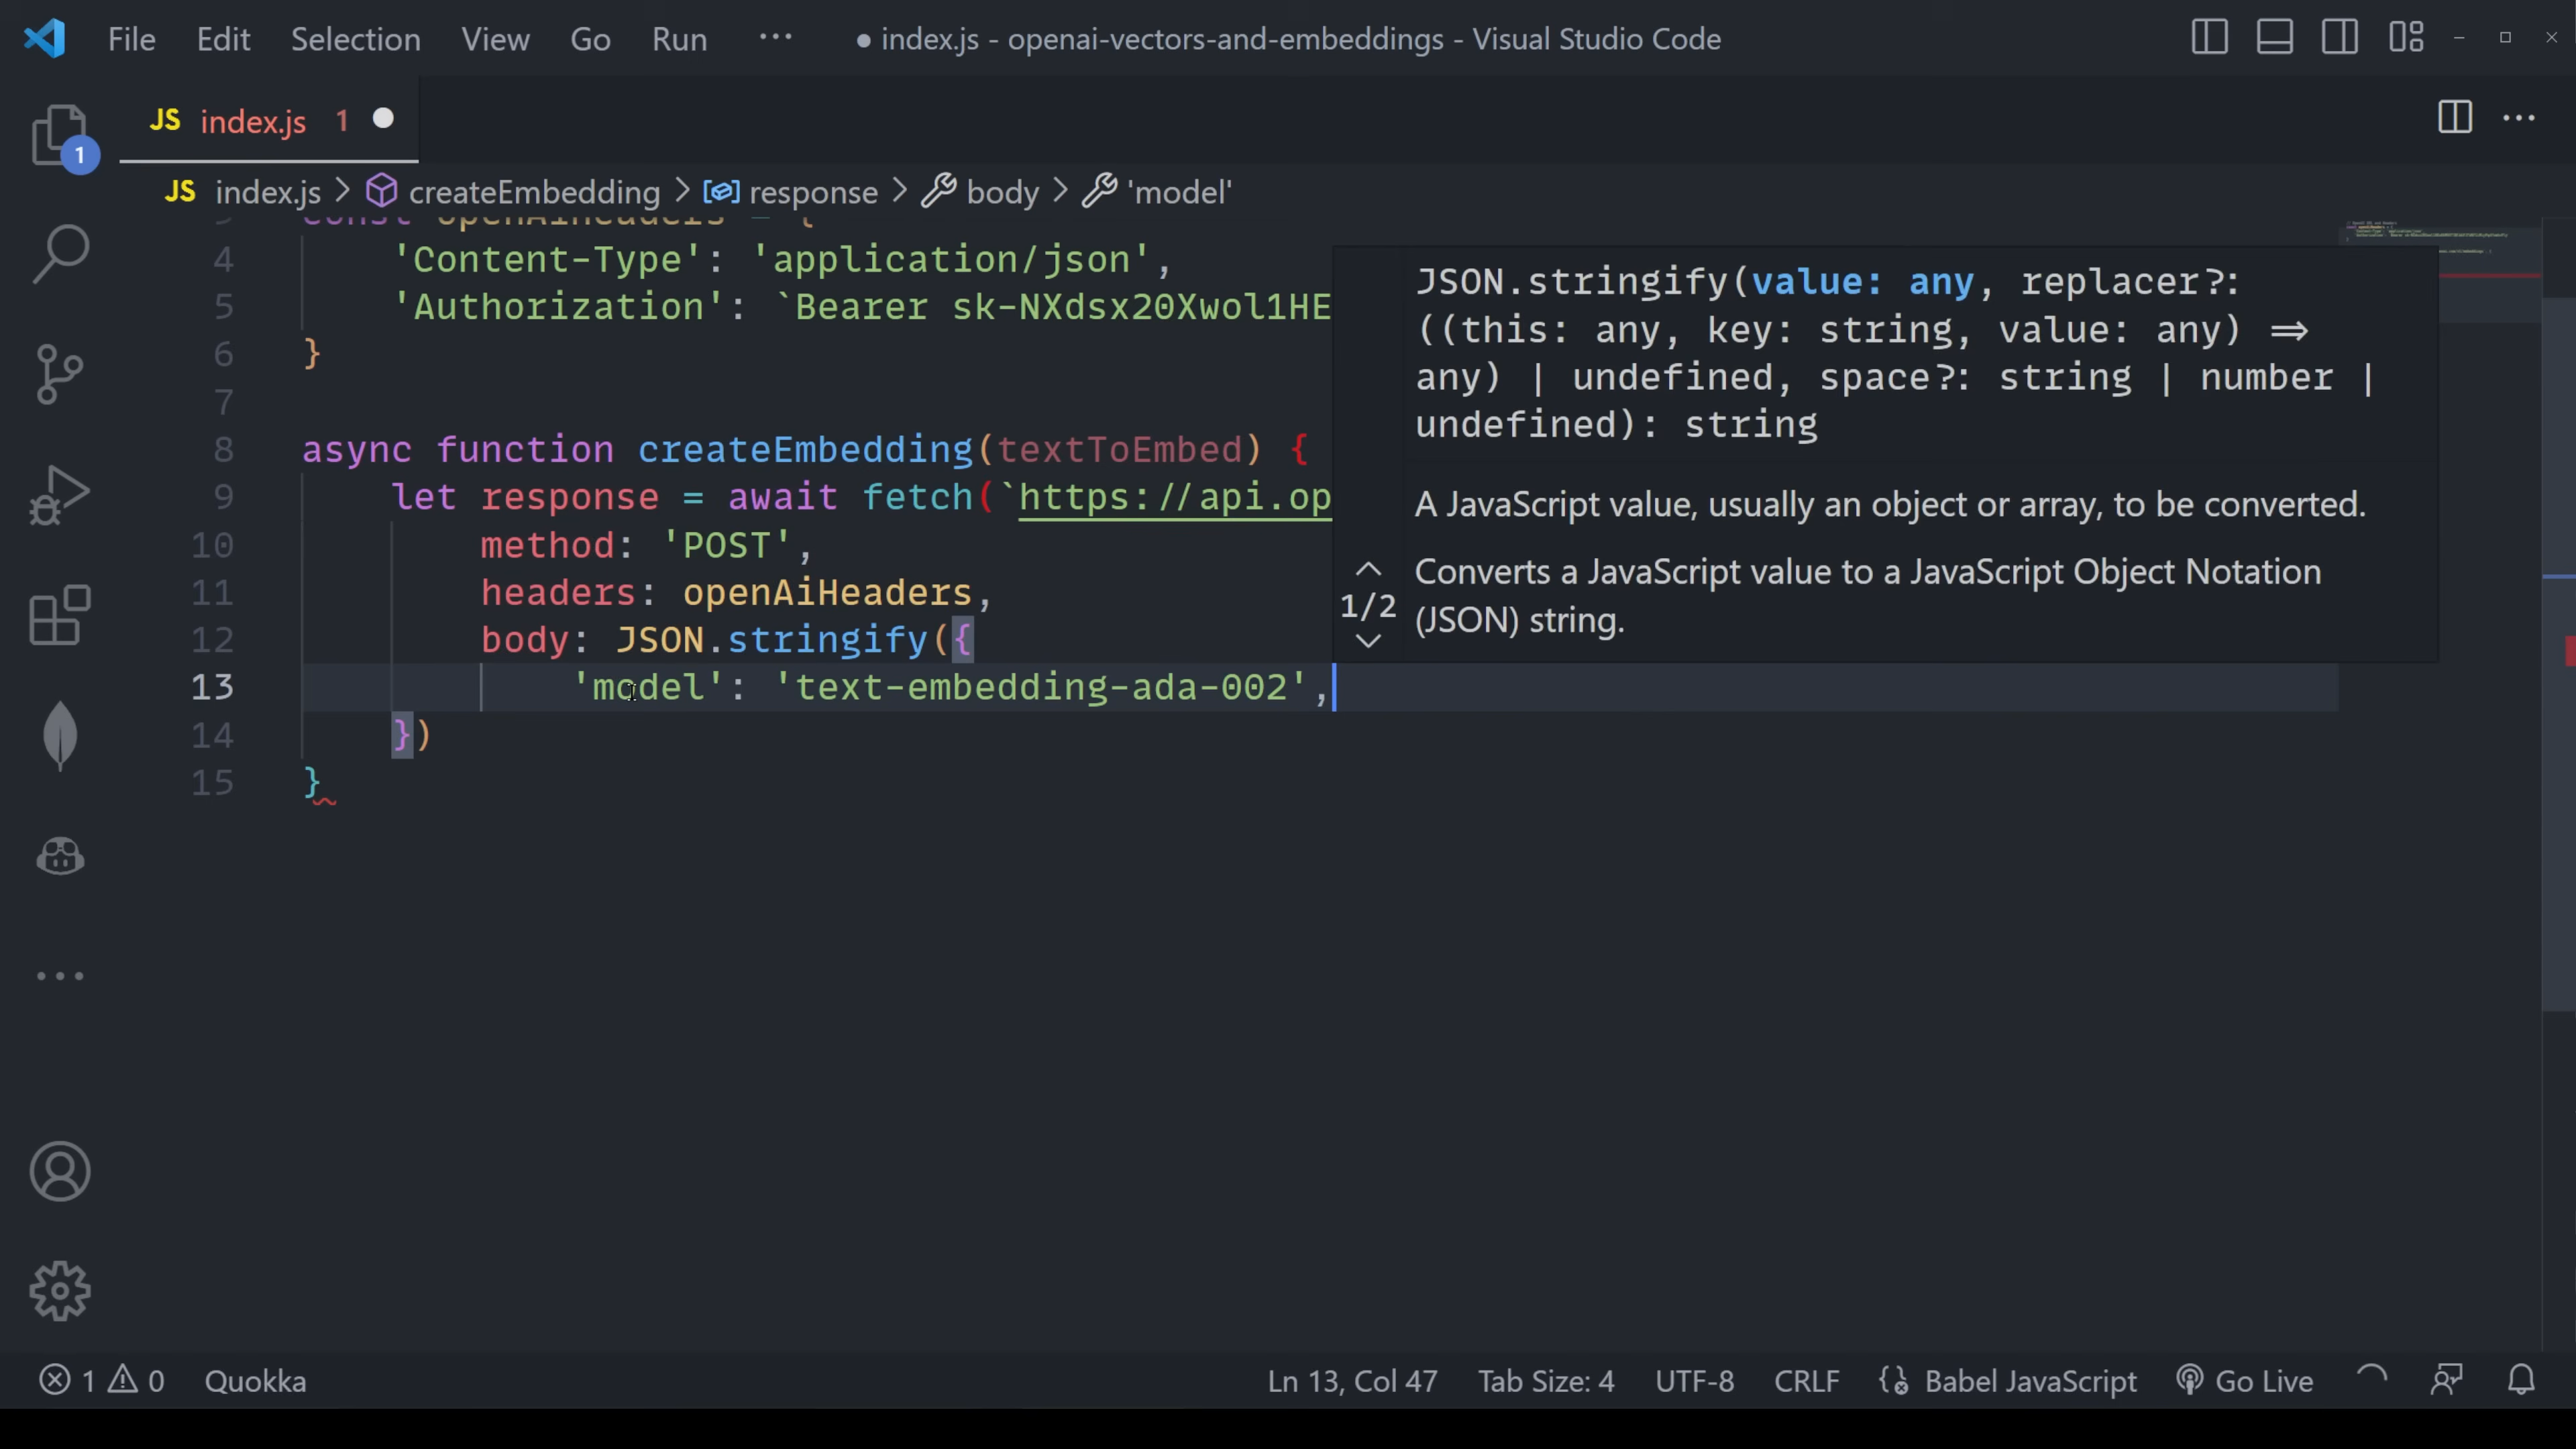 File Edit Selection View Go Run ··· ● index.js - openai-vectors-and-embeddings - Visual Studio Code
JS index.js 1
1
JS index.js > createEmbedding > response > body > 'model'
3 const openAiHeaders = {
4 'Content-Type': 'application/json',
5 'Authorization': `Bearer sk-NXdsx20Xwol1HE
6 }
7
8 async function createEmbedding(textToEmbed) {
9 let response = await fetch(`https://api.op
10 method: 'POST',
11 headers: openAiHeaders,
12 body: JSON.stringify({
13 'model': 'text-embedding-ada-002',
14 })
15 }
JSON.stringify(value: any, replacer?:
((this: any, key: string, value: any) =>
any) | undefined, space?: string | number |
undefined): string
A JavaScript value, usually an object or array, to be converted.
1/2
Converts a JavaScript value to a JavaScript Object Notation
(JSON) string.
1 0 Quokka Ln 13, Col 47 Tab Size: 4 UTF-8 CRLF Babel JavaScript Go Live